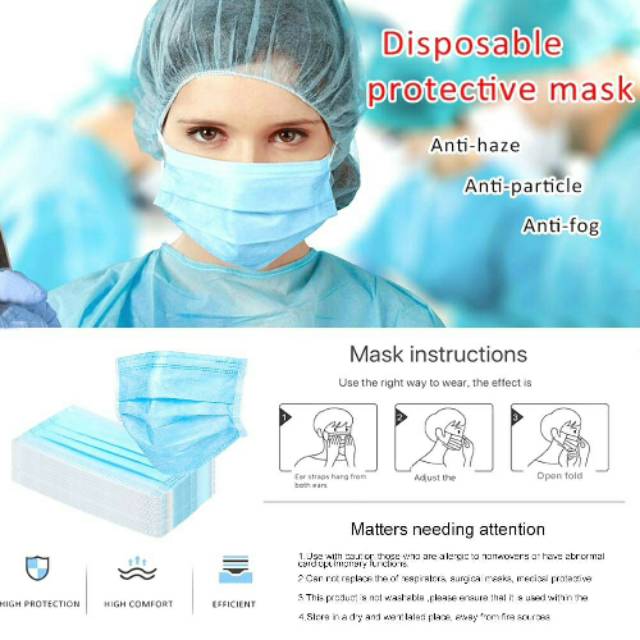 Disposable
protective mask
Anti-haze
Anti-particle
Anti-fog
Mask instructions
Use the right way to wear, the effect is
1
2
3
Ear straps hang from
both ears
Adjust the
Open fold
Matters needing attention
1.Use with caution those who are allergic to nonwovens or have abnormal
cardiopulmonary functions.
2 Can not replace the of respirators, surgical masks, medical protective
3 This product is not washable ,please ensure that it is used within the
4.Store in a dry and ventilated place, away from fire sources
HIGH PROTECTION
HIGH COMFORT
EFFICIENT